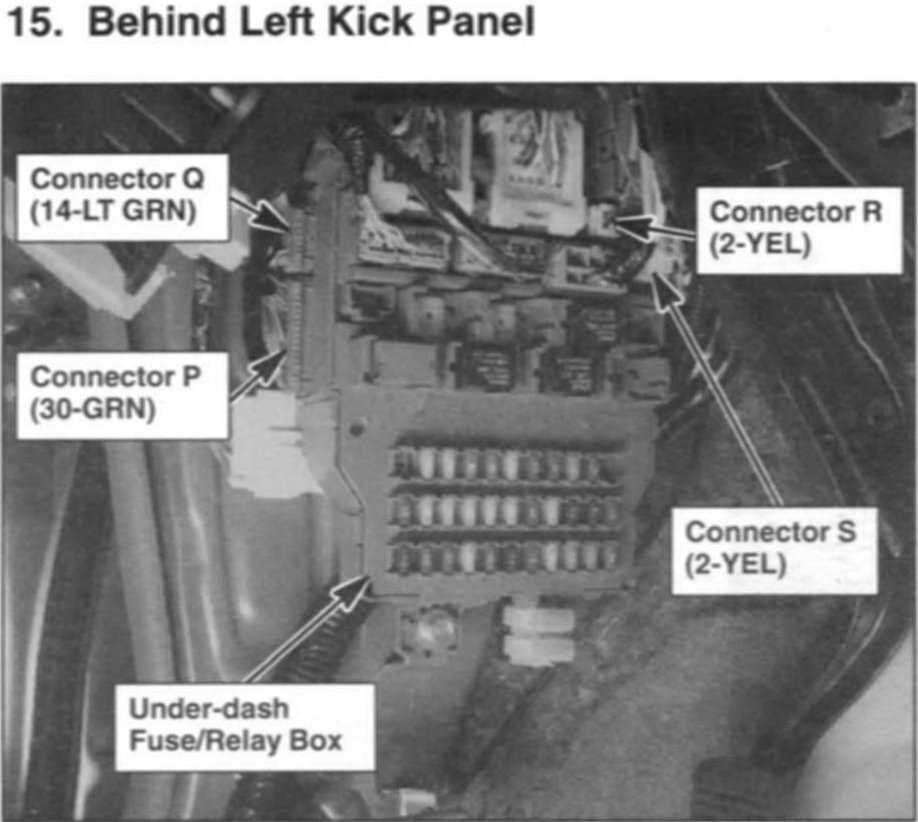 15. Behind Left Kick Panel
Connector Q
(14-LT GRN)
Connector R
(2-YEL)
Connector P
(30-GRN)
Connector S
(2-YEL)
Under-dash
Fuse/Relay Box